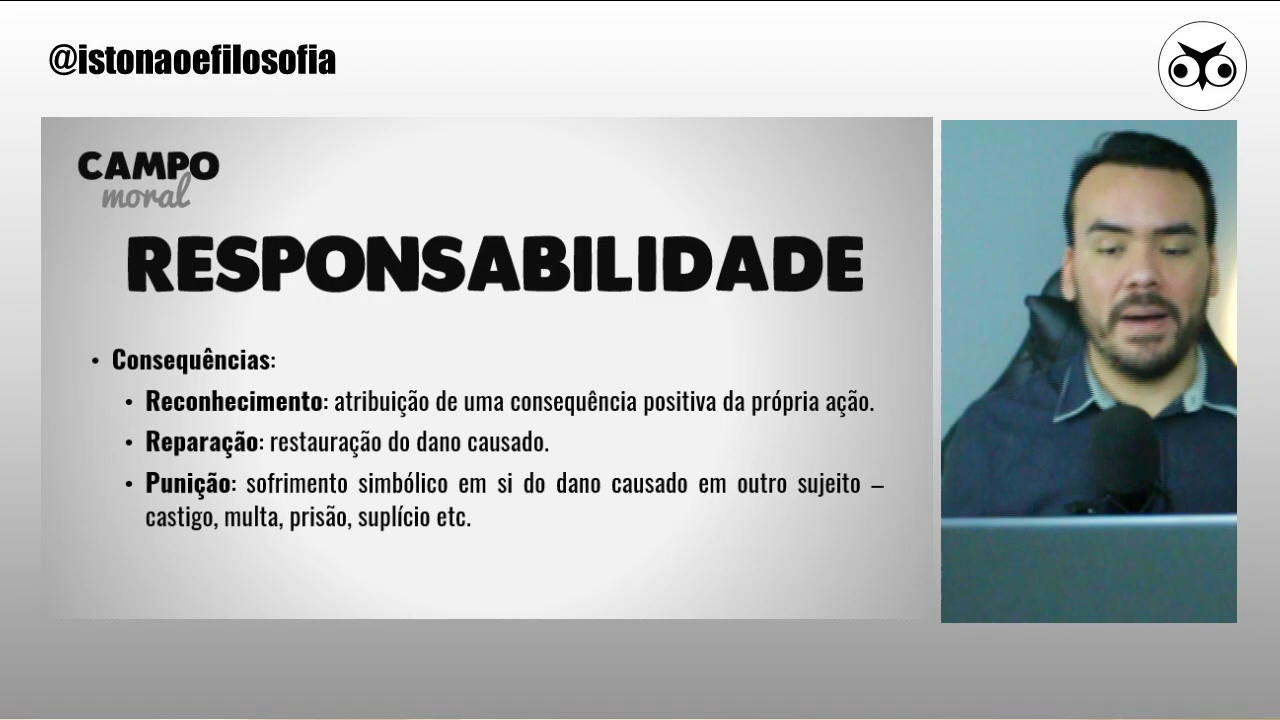 @istonaoefilosofia
CAMPO
moral
RESPONSABILIDADE
• Consequências:
• Reconhecimento: atribuição de uma consequência positiva da própria ação.
• Reparação: restauração do dano causado.
• Punição: sofrimento simbólico em si do dano causado em outro sujeito –
castigo, multa, prisão, suplício etc.